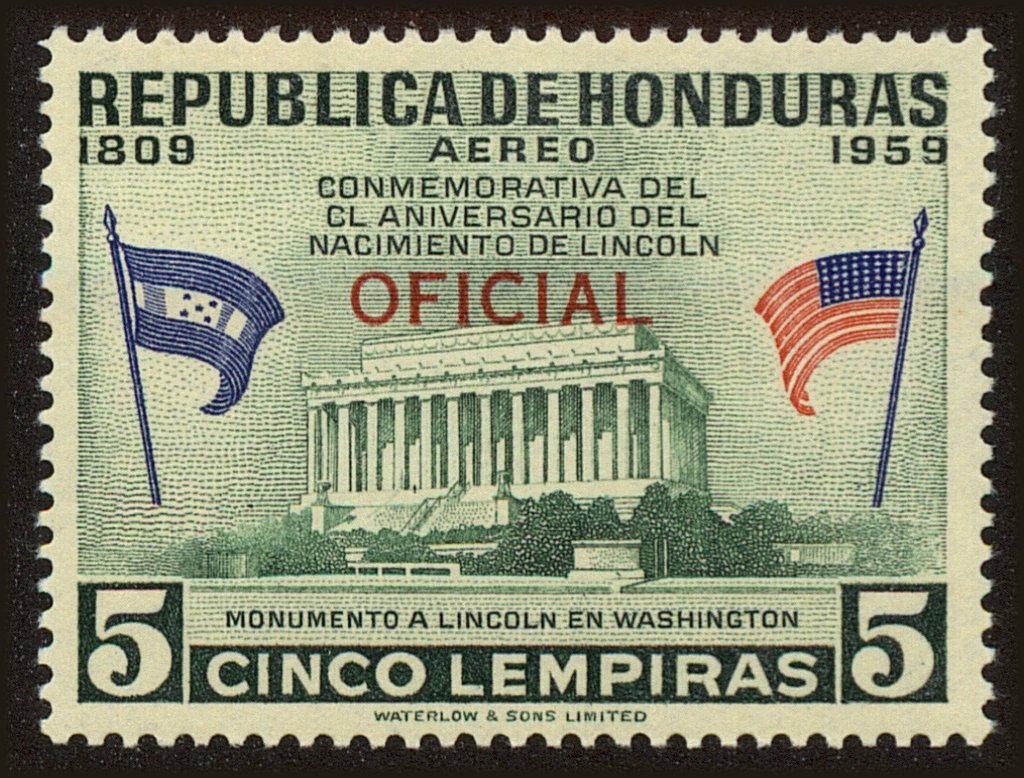 REPUBLICA DE HONDURAS
1809 AEREO 1959
CONMEMORATIVA DEL
CL ANIVERSARIO DEL
NACIMIENTO DE LINCOLN
OFICIAL
5 MONUMENTO A LINCOLN EN WASHINGTON 5
CINCO LEMPIRAS
WATERLOW & SONS LIMITED